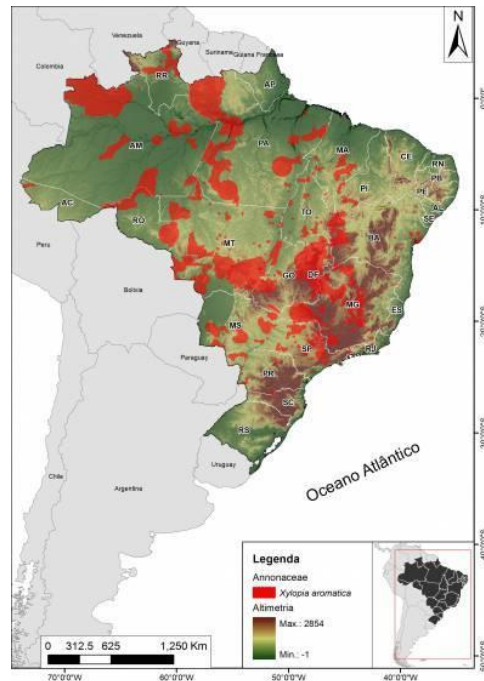 N
Venezuela
Guyana
Suriname
Guiana Francesa
Colombia
RR
AP
AM
PA
MA
CE
RN
PB
PI
PE
AL
SE
AC
RO
TO
BA
MT
Peru
GO
DF
Bolivia
MG
ES
MS
SP
RJ
Paraguay
PR
SC
RS
Uruguay
Chile
Argentina
Oceano Atlântico
Legenda
Annonaceae
Xylopia aromatica
Altimetria
Max.: 2854
Min.: -1
0 312.5 625 1,250 Km
70°0'0"W 60°0'0"W 50°0'0"W 40°0'0"W